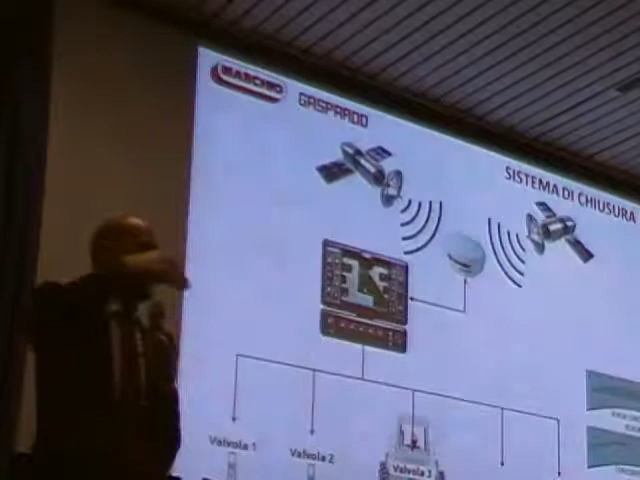 MASCHIO
GASPARDO
SISTEMA DI CHIUSURA
Valvola 1
Valvola 2
Valvola 3